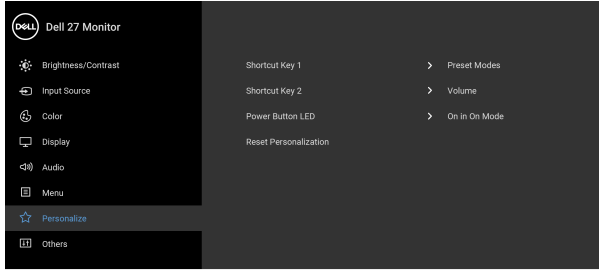 DELL Dell 27 Monitor
Brightness/Contrast
Input Source
Color
Display
Audio
Menu
Personalize
Others
Shortcut Key 1 > Preset Modes
Shortcut Key 2 > Volume
Power Button LED > On in On Mode
Reset Personalization